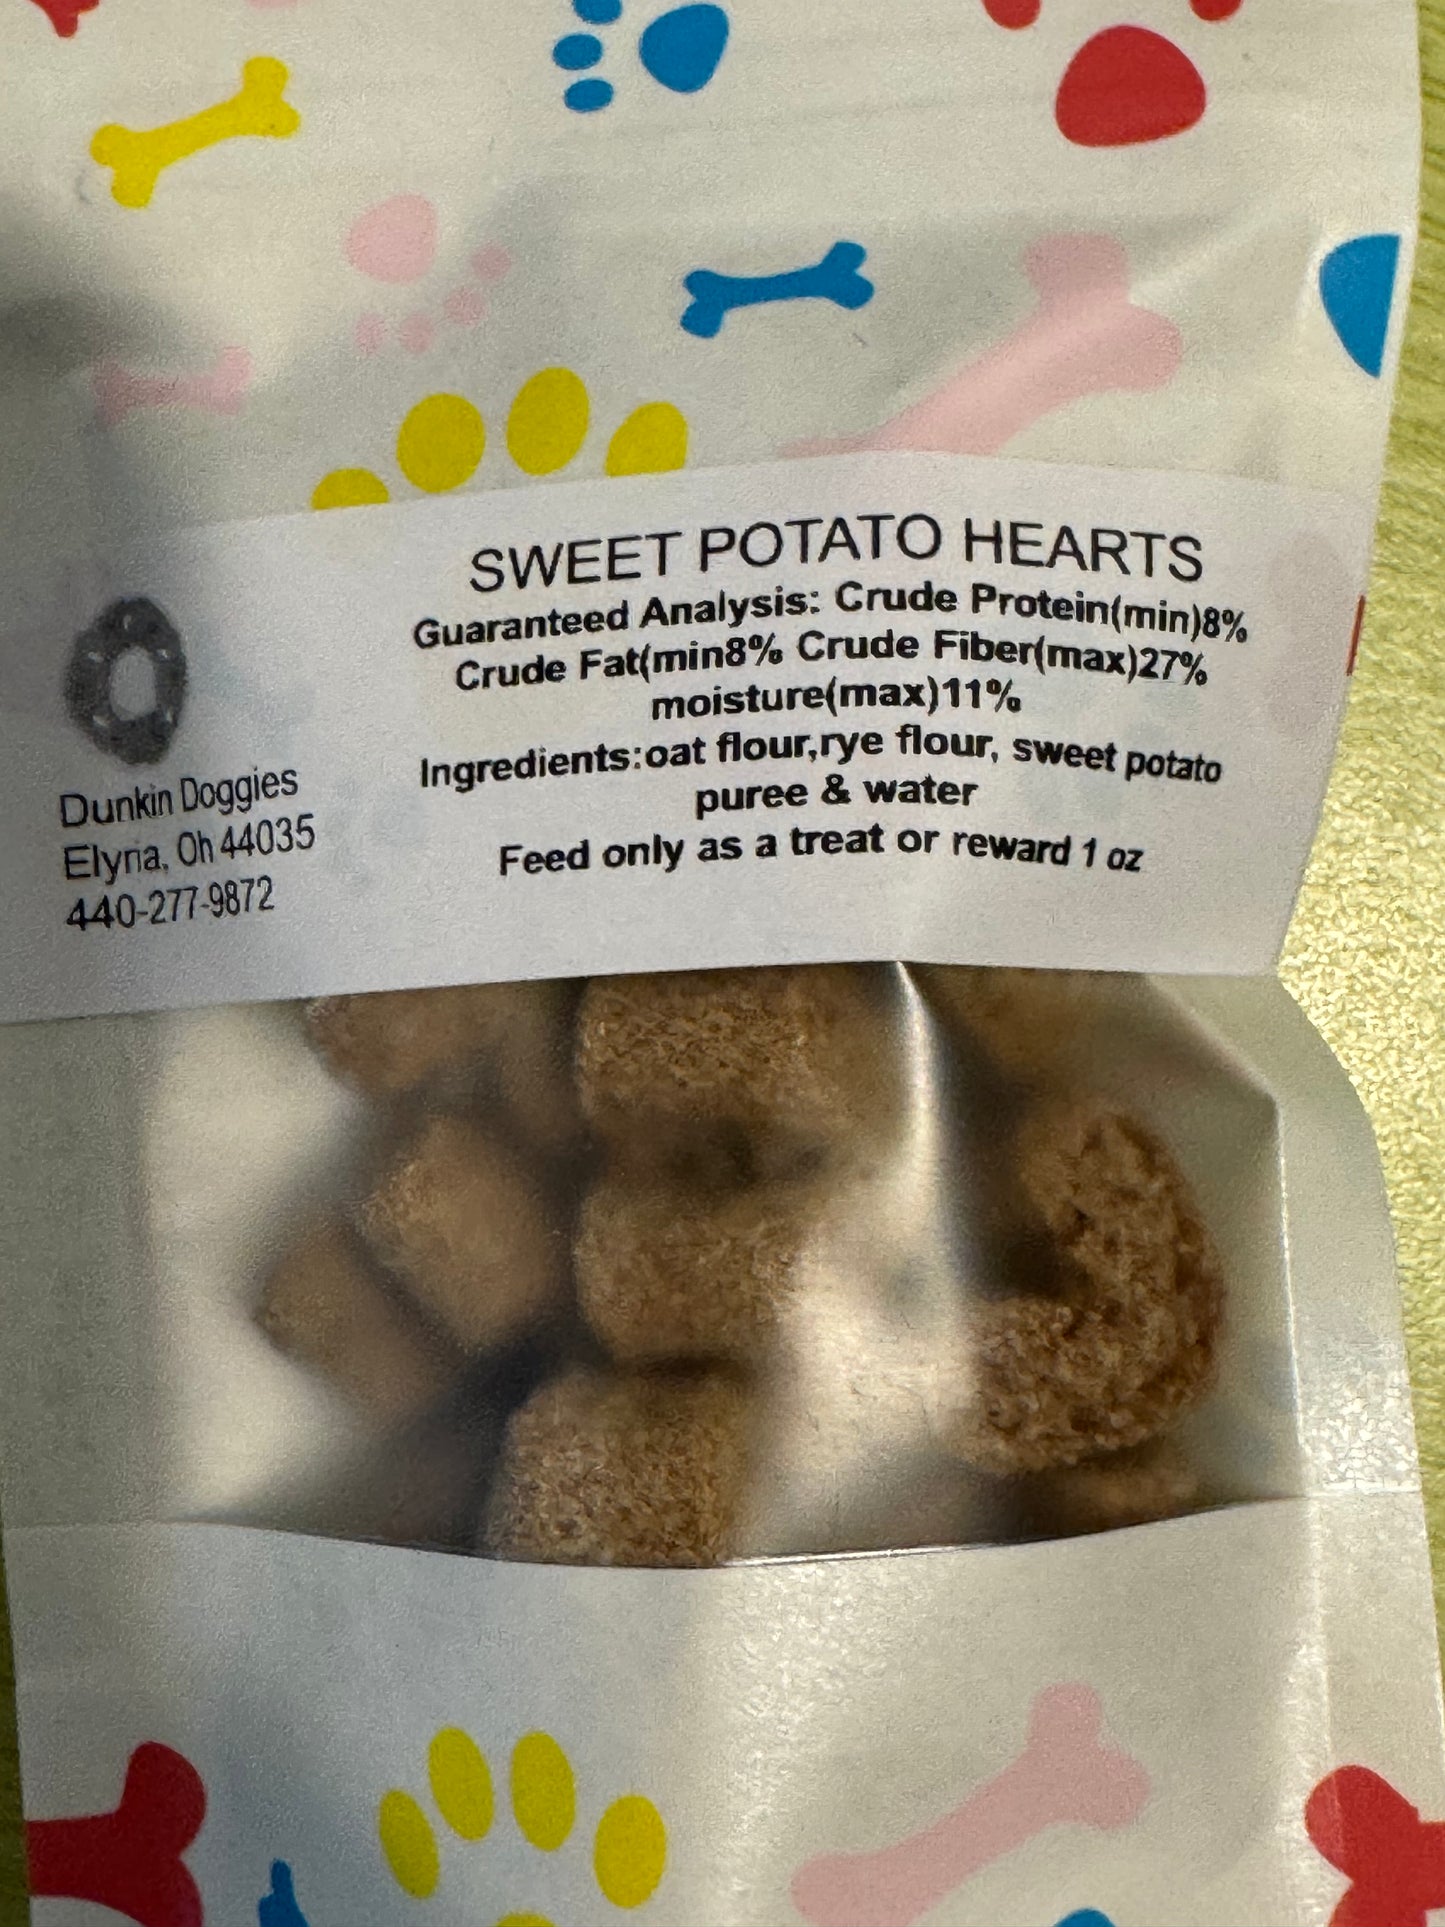 SWEET POTATO HEARTS
Guaranteed Analysis: Crude Protein(min)8%
Crude Fat(min8% Crude Fiber(max)27%
moisture(max)11%
Ingredients:oat flour,rye flour, sweet potato
puree & water
Feed only as a treat or reward 1 oz
Dunkin Doggies
Elyria, Oh 44035
440-277-9872